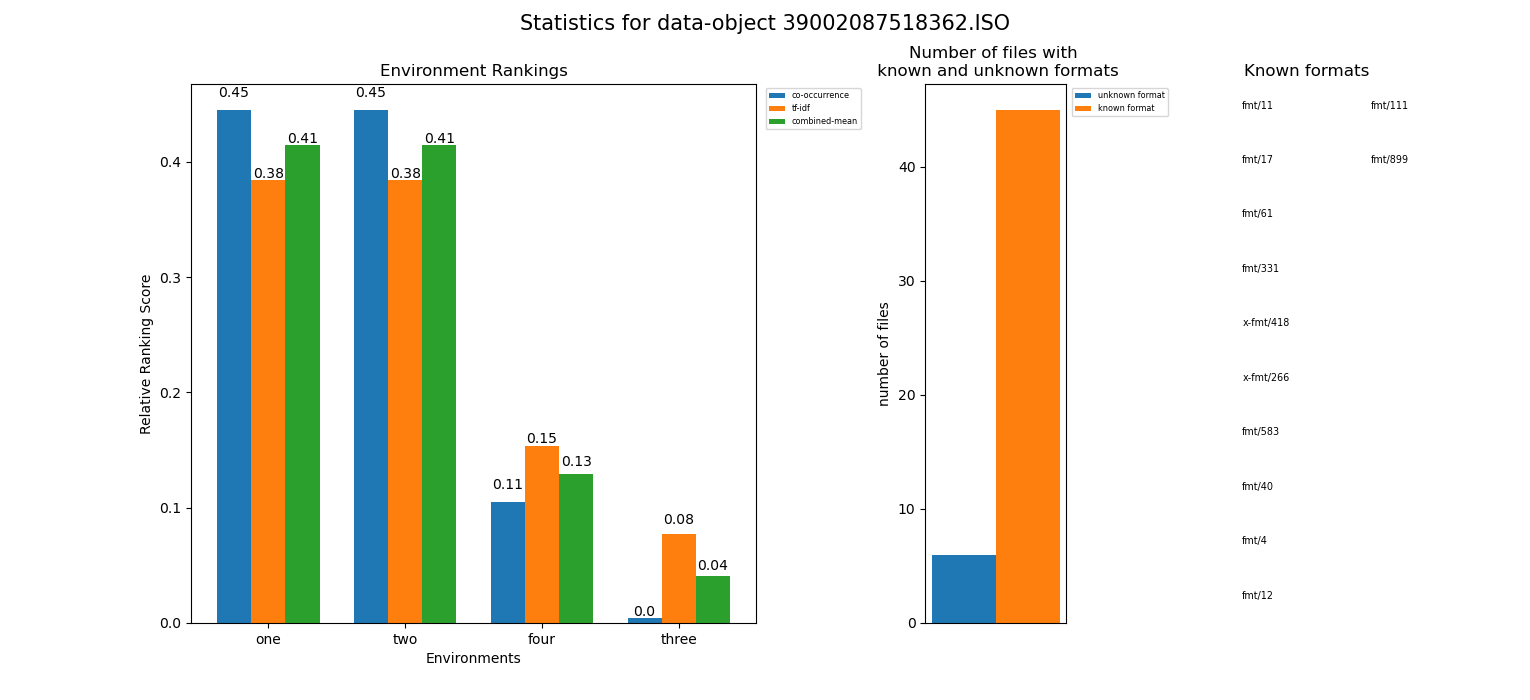 Statistics for data-object 39002087518362.ISO
Environment Rankings
0.45
0.38
0.41
0.45
0.38
0.41
0.11
0.15
0.13
0.0
0.08
0.04
0.4
0.3
0.2
0.1
0.0
Relative Ranking Score
one two four three
Environments
co-occurrence
tf-idf
combined-mean
Number of files with
known and unknown formats
40
30
20
10
0
number of files
unknown format
known format
Known formats
fmt/11 fmt/111
fmt/17 fmt/899
fmt/61
fmt/331
x-fmt/418
x-fmt/266
fmt/583
fmt/40
fmt/4
fmt/12